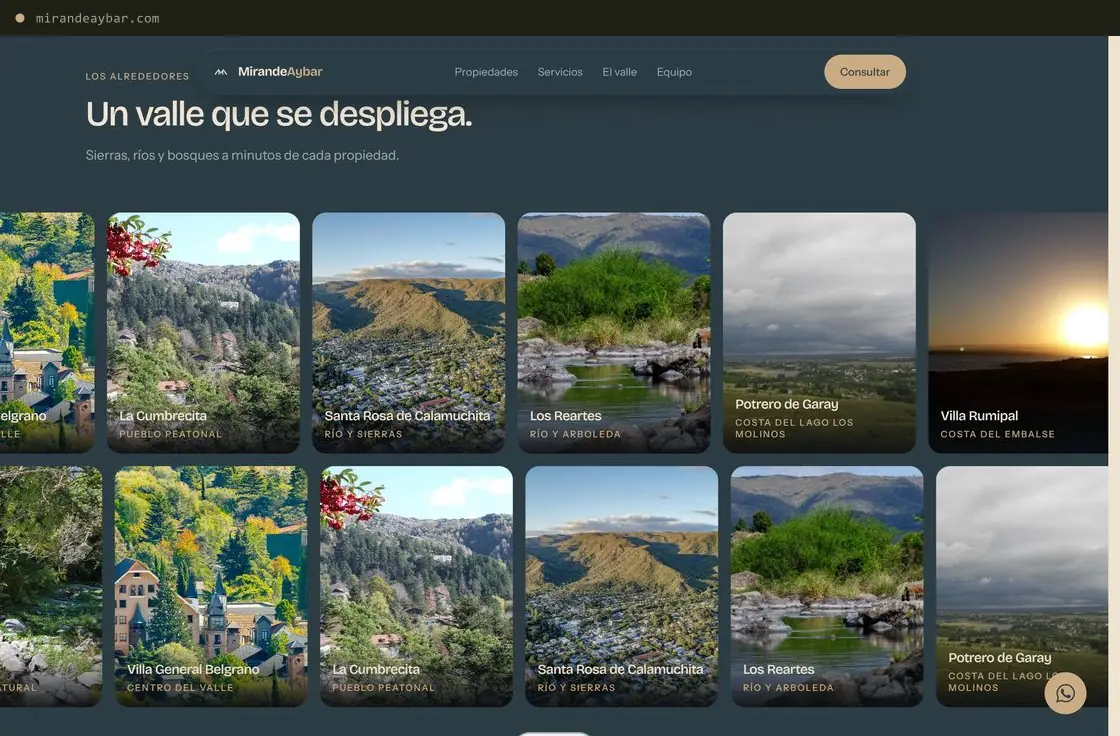 mirandeaybar.com
LOS ALREDEDORES
MirandeAybar
Propiedades
Servicios
El valle
Equipo
Consultar
Un valle que se despliega.
Sierras, ríos y bosques a minutos de cada propiedad.
elgrano
LLE
La Cumbrecita
PUEBLO PEATONAL
Santa Rosa de Calamuchita
RÍO Y SIERRAS
Los Reartes
RÍO Y ARBOLEDA
Potrero de Garay
COSTA DEL LAGO LOS
MOLINOS
Villa Rumipal
COSTA DEL EMBALSE
TURAL
Villa General Belgrano
CENTRO DEL VALLE
La Cumbrecita
PUEBLO PEATONAL
Santa Rosa de Calamuchita
RÍO Y SIERRAS
Los Reartes
RÍO Y ARBOLEDA
Potrero de Garay
COSTA DEL LAGO
MOLINOS